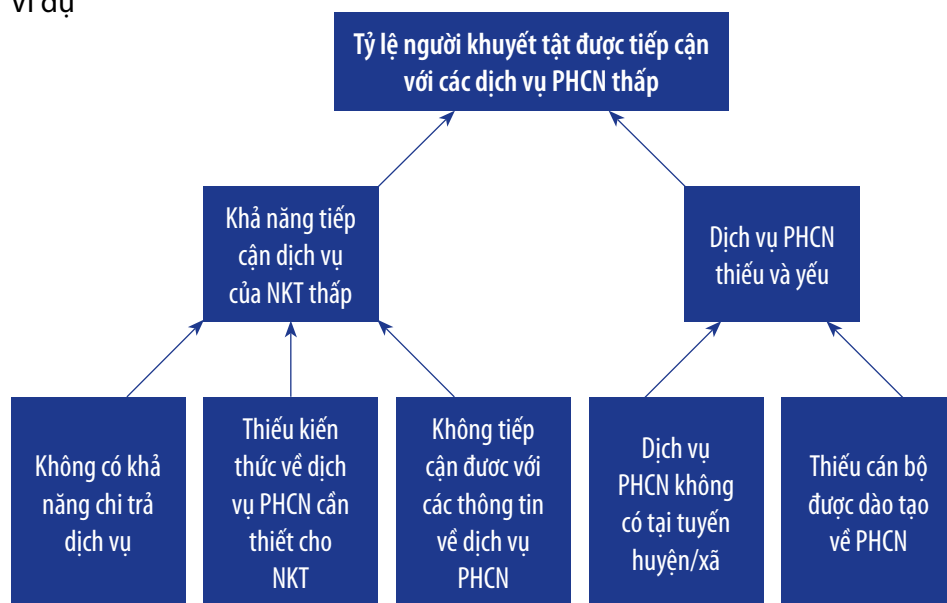 Ví dụ
Tỷ lệ người khuyết tật được tiếp cận
với các dịch vụ PHCN thấp
Khả năng tiếp
cận dịch vụ
của NKT thấp
Dịch vụ PHCN
thiếu và yếu
Không có khả
năng chi trả
dịch vụ
Thiếu kiến
thức về dịch
vụ PHCN cần
thiết cho
NKT
Không tiếp
cận đươc với
các thông tin
về dịch vụ
PHCN
Dịch vụ
PHCN không
có tại tuyến
huyện/xã
Thiếu cán bộ
được dào tạo
về PHCN